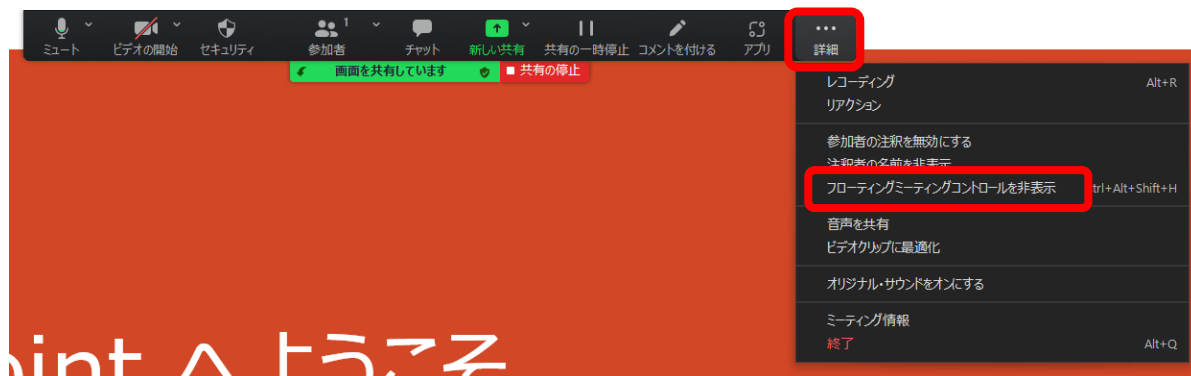 1
ミュート ビデオの開始 セキュリティ 参加者 チャット 新しい共有 共有の一時停止 コメントを付ける アプリ 詳細
画面を共有しています 共有の停止
レコーディング Alt+R
リアクション
参加者の注釈を無効にする
注釈者の名前を非表示
フローティングミーティングコントロールを非表示 trl+Alt+Shift+H
音声を共有
ビデオクリップに最適化
オリジナル・サウンドをオンにする
ミーティング情報
終了 Alt+Q
oint へようこそ